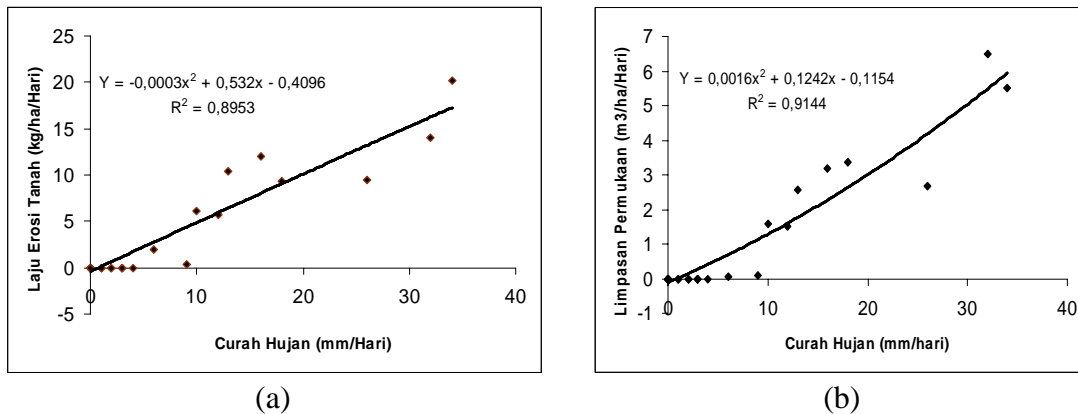 25
20
15
10
5
0
-5
Laju Erosi Tanah (kg/ha/Hari)
Y = -0,0003x² + 0,532x - 0,4096
R² = 0,8953
0 10 20 30 40
Curah Hujan (mm/Hari)
(a)
7
6
5
4
3
2
1
0
-1
Limpasan Permukaan (m3/ha/Hari)
Y = 0,0016x² + 0,1242x - 0,1154
R² = 0,9144
0 10 20 30 40
Curah Hujan (mm/hari)
(b)